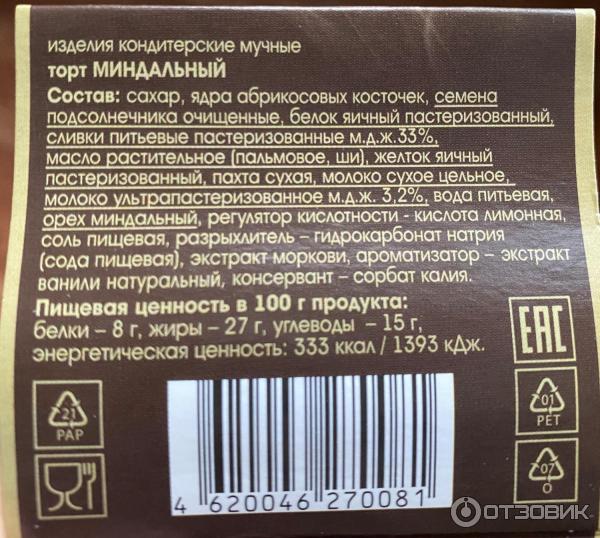 изделия кондитерские мучные
торт МИНДАЛЬНЫЙ
Состав: сахар, ядра абрикосовых косточек, семена
подсолнечника очищенные, белок яичный пастеризованный,
сливки питьевые пастеризованные м.д.ж.33%,
масло растительное (пальмовое, ши), желток яичный
пастеризованный, пахта сухая, молоко сухое цельное,
молоко ультрапастеризованное м.д.ж. 3,2%, вода питьевая,
орех миндальный, регулятор кислотности - кислота лимонная,
соль пищевая, разрыхлитель – гидрокарбонат натрия
(сода пищевая), экстракт моркови, ароматизатор – экстракт
ванили натуральный, консервант – сорбат калия.
Пищевая ценность в 100 г продукта:
белки – 8 г, жиры – 27 г, углеводы – 15 г,
энергетическая ценность: 333 ккал / 1393 кДж.
EAC
21
PAP
01
PET
07
O
4 620046 270081
ОТЗОВИК